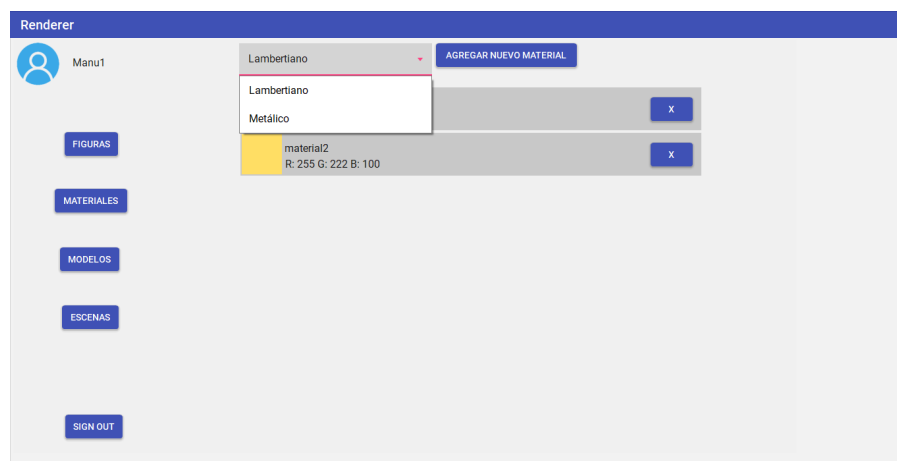 Renderer
Manu1
Lambertiano
AGREGAR NUEVO MATERIAL
Lambertiano
Metálico
X
material2
R: 255 G: 222 B: 100
X
FIGURAS
MATERIALES
MODELOS
ESCENAS
SIGN OUT